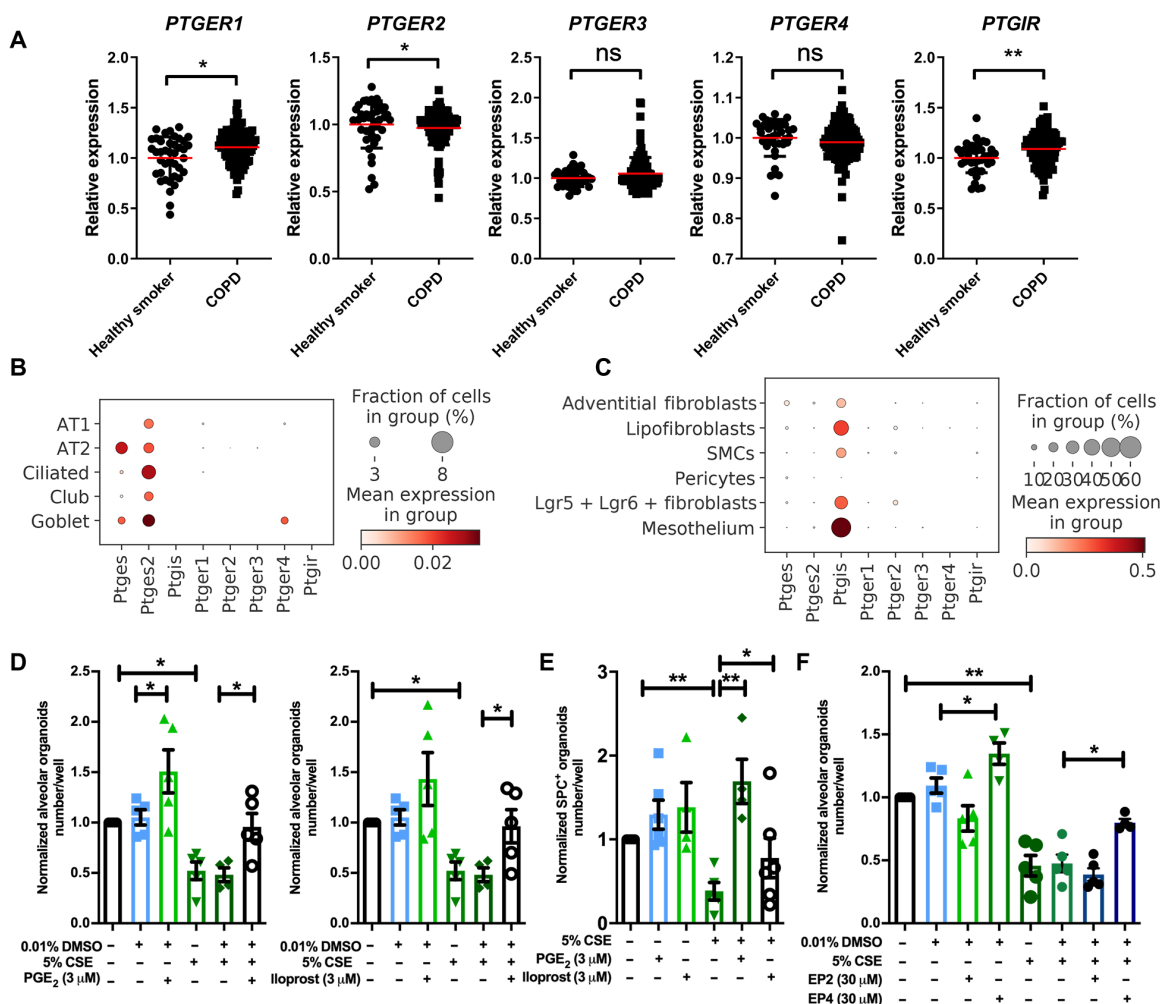 A
PTGER1 PTGER2 PTGER3 PTGER4 PTGIR
Relative expression
2.0
1.5
1.0
0.5
0.0
*
Healthy smoker
COPD
Relative expression
1.5
1.0
0.5
0.0
*
Healthy smoker
COPD
Relative expression
2.5
2.0
1.5
1.0
0.5
0.0
ns
Healthy smoker
COPD
Relative expression
1.2
1.1
1.0
0.9
0.8
0.7
ns
Healthy smoker
COPD
Relative expression
2.0
1.5
1.0
0.5
0.0
**
Healthy smoker
COPD
B
AT1
AT2
Ciliated
Club
Goblet
Ptges Ptges2 Ptgis Ptger1 Ptger2 Ptger3 Ptger4 Ptgir
Fraction of cells
in group (%)
3 8
Mean expression
in group
0.00 0.02
C
Adventitial fibroblasts
Lipofibroblasts
SMCs
Pericytes
Lgr5 + Lgr6 + fibroblasts
Mesothelium
Ptges Ptges2 Ptgis Ptger1 Ptger2 Ptger3 Ptger4 Ptgir
Fraction of cells
in group (%)
10 20 30 40 50 60
Mean expression
in group
0.0 0.5
D
Normalized alveolar organoids
number/well
2.5
2.0
1.5
1.0
0.5
0.0
* * *
0.01% DMSO – + + – + +
5% CSE – – – + + +
PGE2 (3 μM) – – + – – +
Normalized alveolar organoids
number/well
2.5
2.0
1.5
1.0
0.5
0.0
* *
0.01% DMSO – + + – + +
5% CSE – – – + + +
Iloprost (3 μM) – – + – – +
E
Normalized SPC+ organoids
number/well
3
2
1
0
** ** *
5% CSE – – – + + +
PGE2 (3 μM) – + – – + –
Iloprost (3 μM) – – + – – +
F
Normalized alveolar organoids
number/well
2.0
1.5
1.0
0.5
0.0
** * *
0.01% DMSO – + + + – + + +
5% CSE – – – – + + + +
EP2 (30 μM) – – + – – – + –
EP4 (30 μM) – – – + – – – +